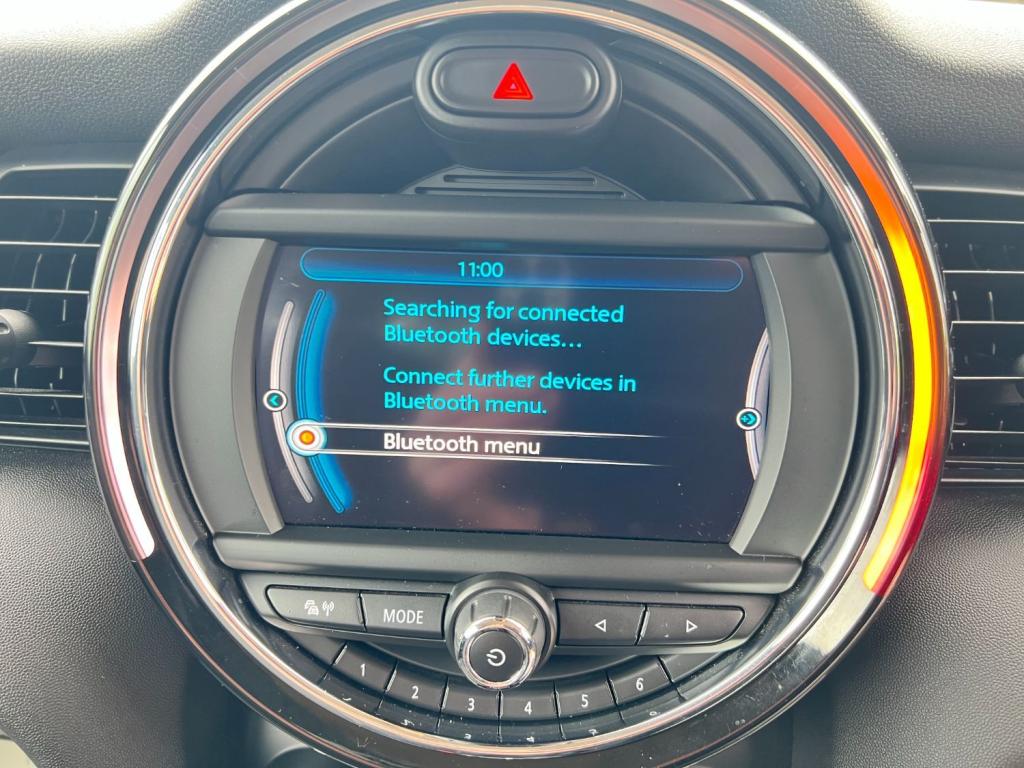 11:00
Searching for connected
Bluetooth devices...
Connect further devices in
Bluetooth menu.
Bluetooth menu
MODE
1
2
3
4
5
6